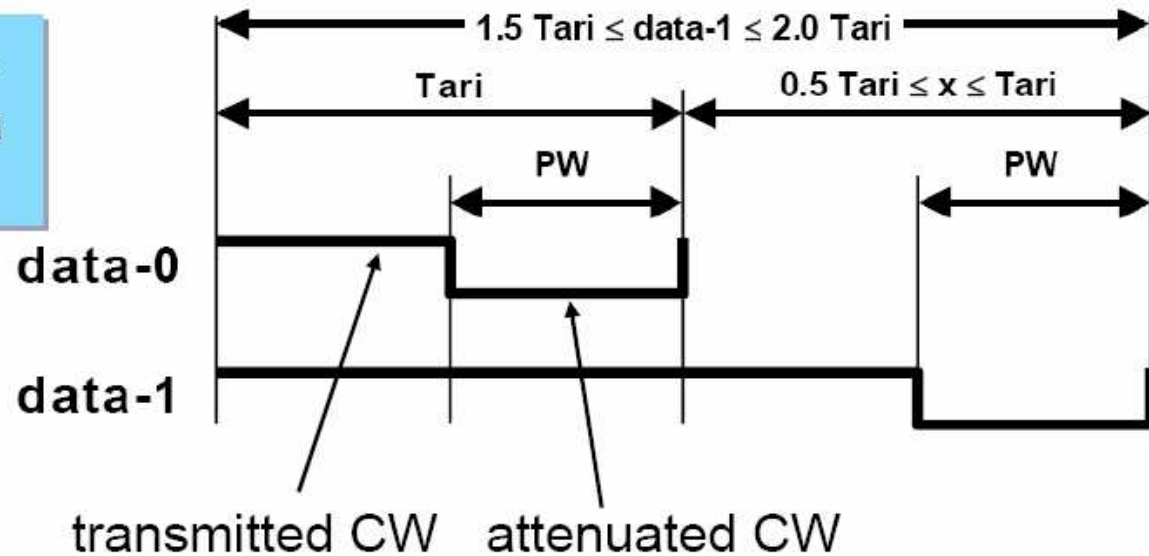 1.5 Tari ≤ data-1 ≤ 2.0 Tari
Tari
0.5 Tari ≤ x ≤ Tari
PW
PW
data-0
data-1
transmitted CW
attenuated CW